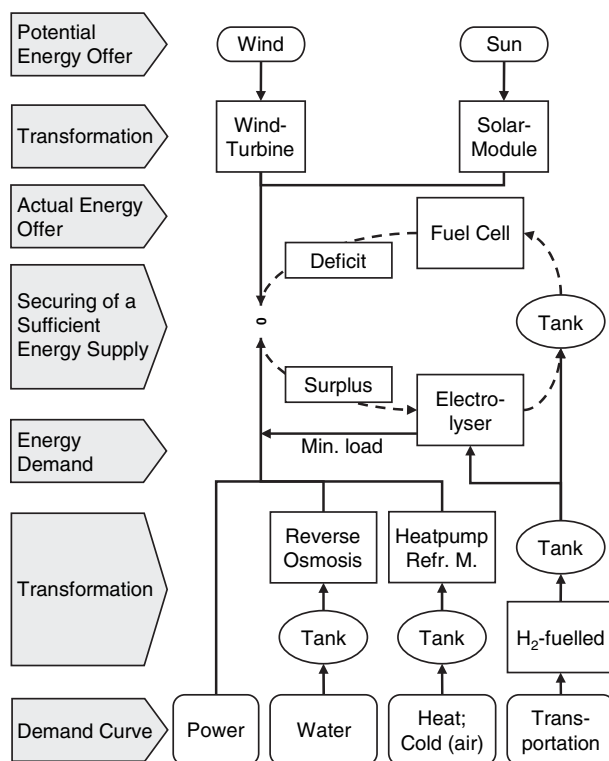 Potential
Energy Offer
Wind
Sun
Transformation
Wind-
Turbine
Solar-
Module
Actual Energy
Offer
Fuel Cell
Deficit
Securing of a
Sufficient
Energy Supply
0
Tank
Surplus
Electro-
lyser
Energy
Demand
Min. load
Transformation
Reverse
Osmosis
Heatpump
Refr. M.
Tank
Tank
Tank
H2-fuelled
Demand Curve
Power
Water
Heat;
Cold (air)
Trans-
portation